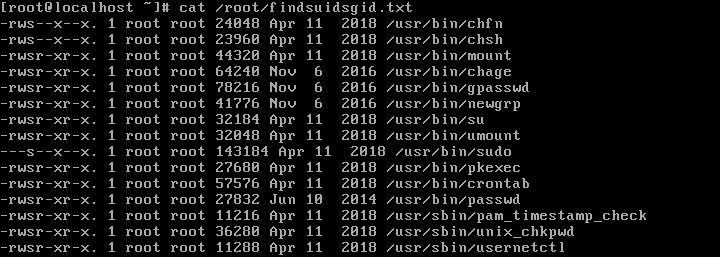 [root@localhost ~]# cat /root/findsuidsgid.txt
-rws--x--x. 1 root root 24048 Apr 11  2018 /usr/bin/chfn
-rws--x--x. 1 root root 23960 Apr 11  2018 /usr/bin/chsh
-rwsr-xr-x. 1 root root 44320 Apr 11  2018 /usr/bin/mount
-rwsr-xr-x. 1 root root 64240 Nov  6  2016 /usr/bin/chage
-rwsr-xr-x. 1 root root 78216 Nov  6  2016 /usr/bin/gpasswd
-rwsr-xr-x. 1 root root 41776 Nov  6  2016 /usr/bin/newgrp
-rwsr-xr-x. 1 root root 32184 Apr 11  2018 /usr/bin/su
-rwsr-xr-x. 1 root root 32048 Apr 11  2018 /usr/bin/umount
---s--x--x. 1 root root 143184 Apr 11  2018 /usr/bin/sudo
-rwsr-xr-x. 1 root root 27680 Apr 11  2018 /usr/bin/pkexec
-rwsr-xr-x. 1 root root 57576 Apr 11  2018 /usr/bin/crontab
-rwsr-xr-x. 1 root root 27832 Jun 10  2014 /usr/bin/passwd
-rwsr-xr-x. 1 root root 11216 Apr 11  2018 /usr/sbin/pam_timestamp_check
-rwsr-xr-x. 1 root root 36280 Apr 11  2018 /usr/sbin/unix_chkpwd
-rwsr-xr-x. 1 root root 11288 Apr 11  2018 /usr/sbin/usernetctl